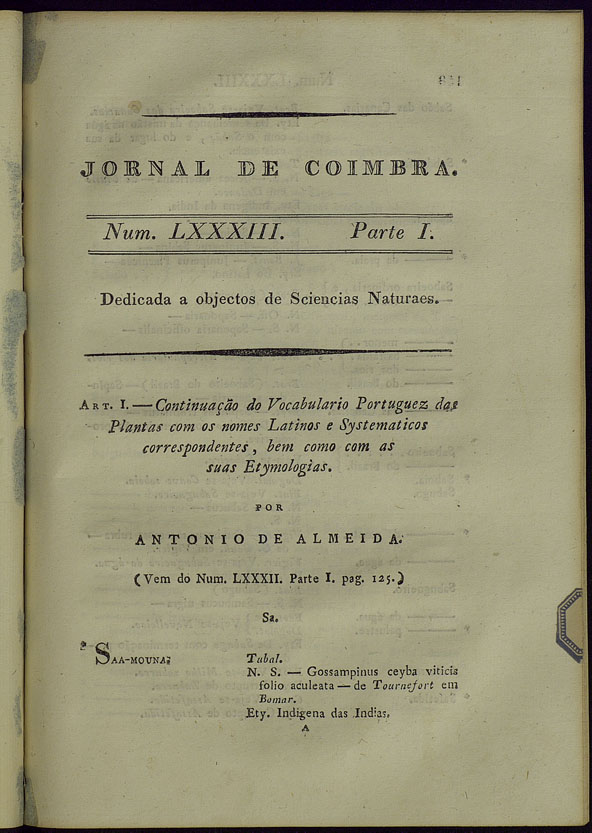 JORNAL DE COIMBRA.
Num. LXXXIII. Parte I.
Dedicada a objectos de Sciencias Naturaes.
ART. I. — Continuação do Vocabulario Portuguez das
Plantas com os nomes Latinos e Systematicos
correspondentes, bem como com as
suas Etymologias.
POR
ANTONIO DE ALMEIDA.
(Vem do Num. LXXXII. Parte I. pag. 125.)
Sa.
SAA-MOUNA?
Tabal.
N. S. — Gossampinus ceyba viticis
folio aculeata — de Tournefort em
Bomar.
Ety. Indigena das Indias.
A